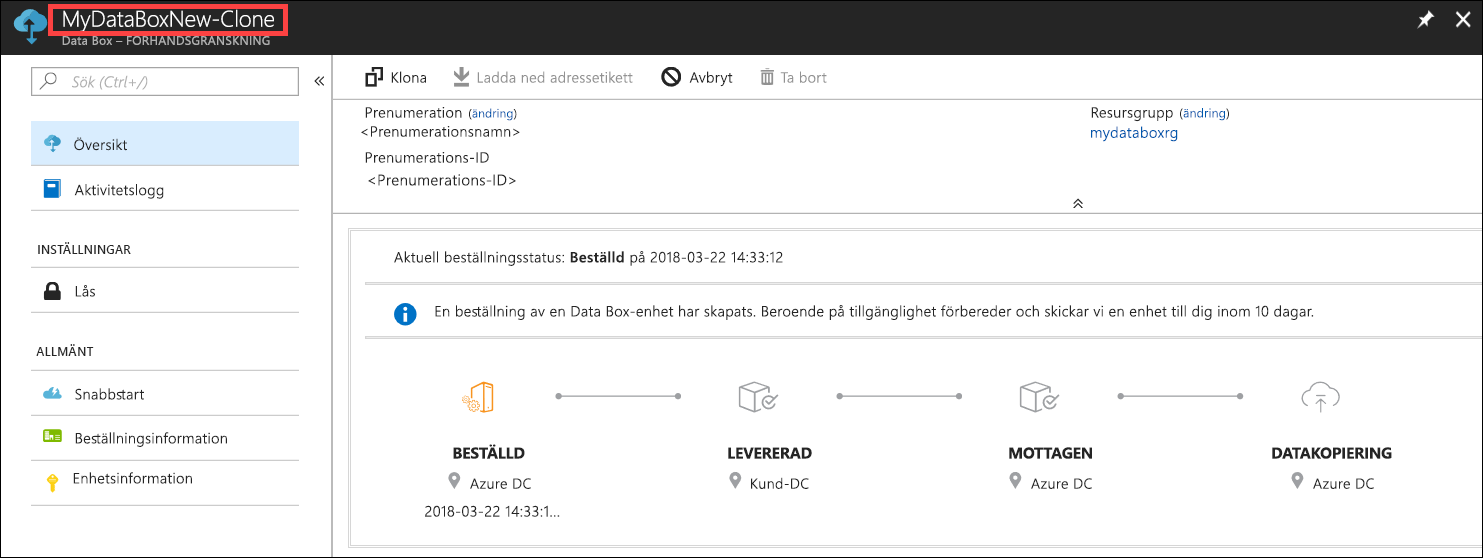 MyDataBoxNew-Clone
Data Box – FÖRHANDSGRANSKNING
Sök (Ctrl+/)
«
Klona
Ladda ned adressetikett
Avbryt
Ta bort
Översikt
Aktivitetslogg
INSTÄLLNINGAR
Lås
ALLMÄNT
Snabbstart
Beställningsinformation
Enhetsinformation
Prenumeration (ändring)
<Prenumerationsnamn>
Prenumerations-ID
<Prenumerations-ID>
Resursgrupp (ändring)
mydataboxrg
Aktuell beställningsstatus: Beställd på 2018-03-22 14:33:12
En beställning av en Data Box-enhet har skapats. Beroende på tillgänglighet förbereder och skickar vi en enhet till dig inom 10 dagar.
BESTÄLLD
Azure DC
2018-03-22 14:33:1...
LEVERERAD
Kund-DC
MOTTAGEN
Azure DC
DATAKOPIERING
Azure DC